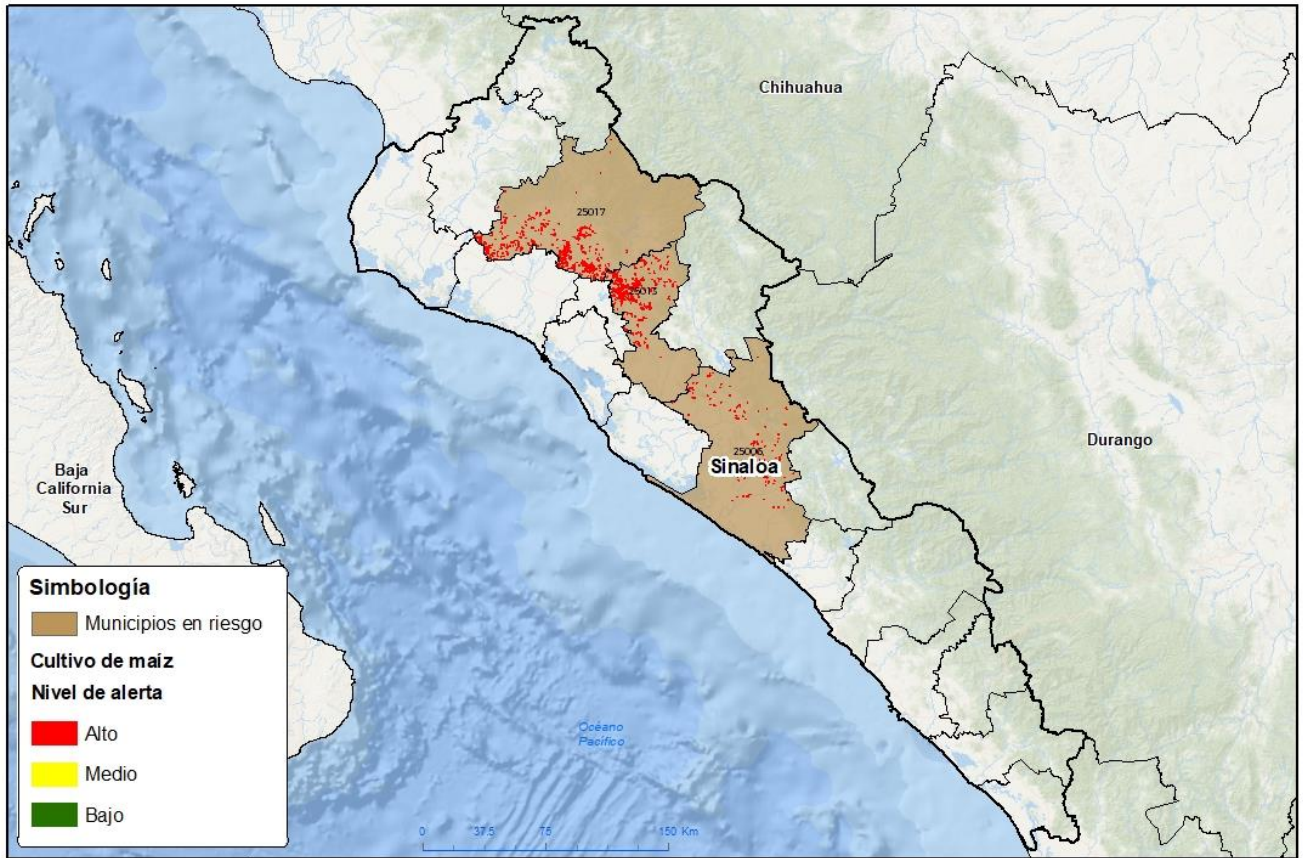 Chihuahua
25017
25013
Durango
25006
Sinaloa
Baja
California
Sur
Océano
Pacífico
Simbología
Municipios en riesgo
Cultivo de maíz
Nivel de alerta
Alto
Medio
Bajo
0 37.5 75 150 Km